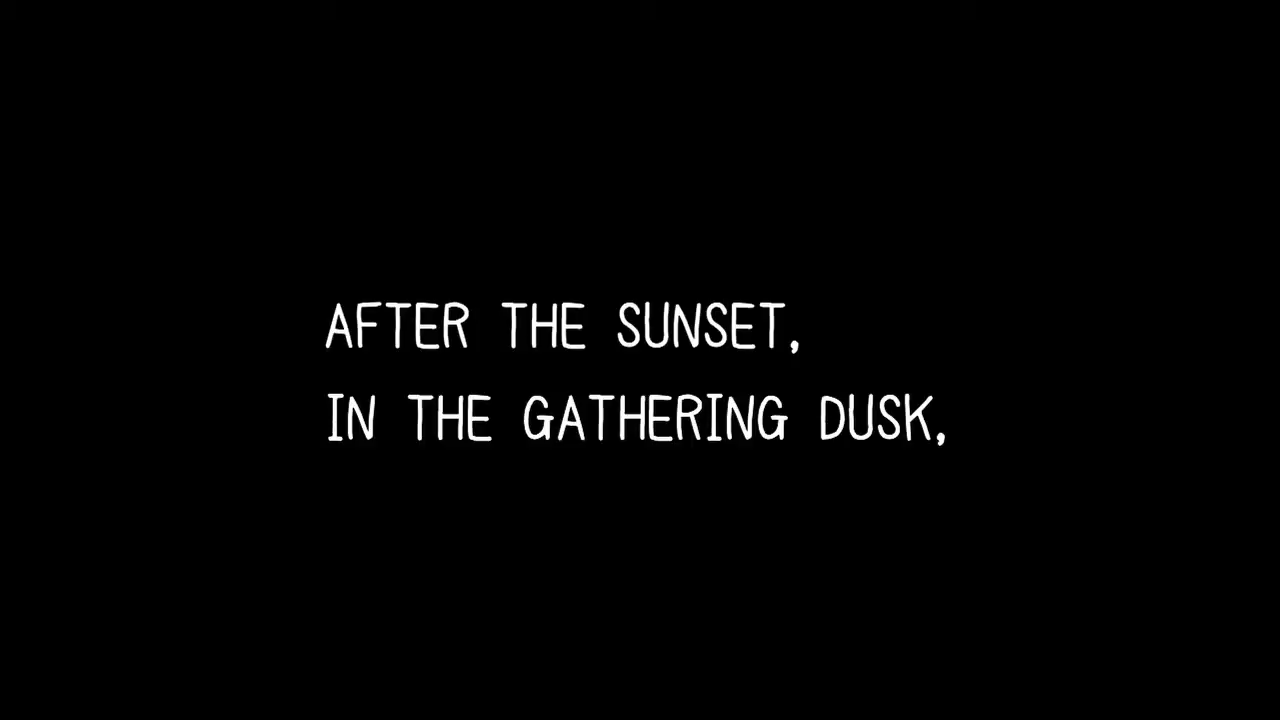 AFTER THE SUNSET,
IN THE GATHERING DUSK,